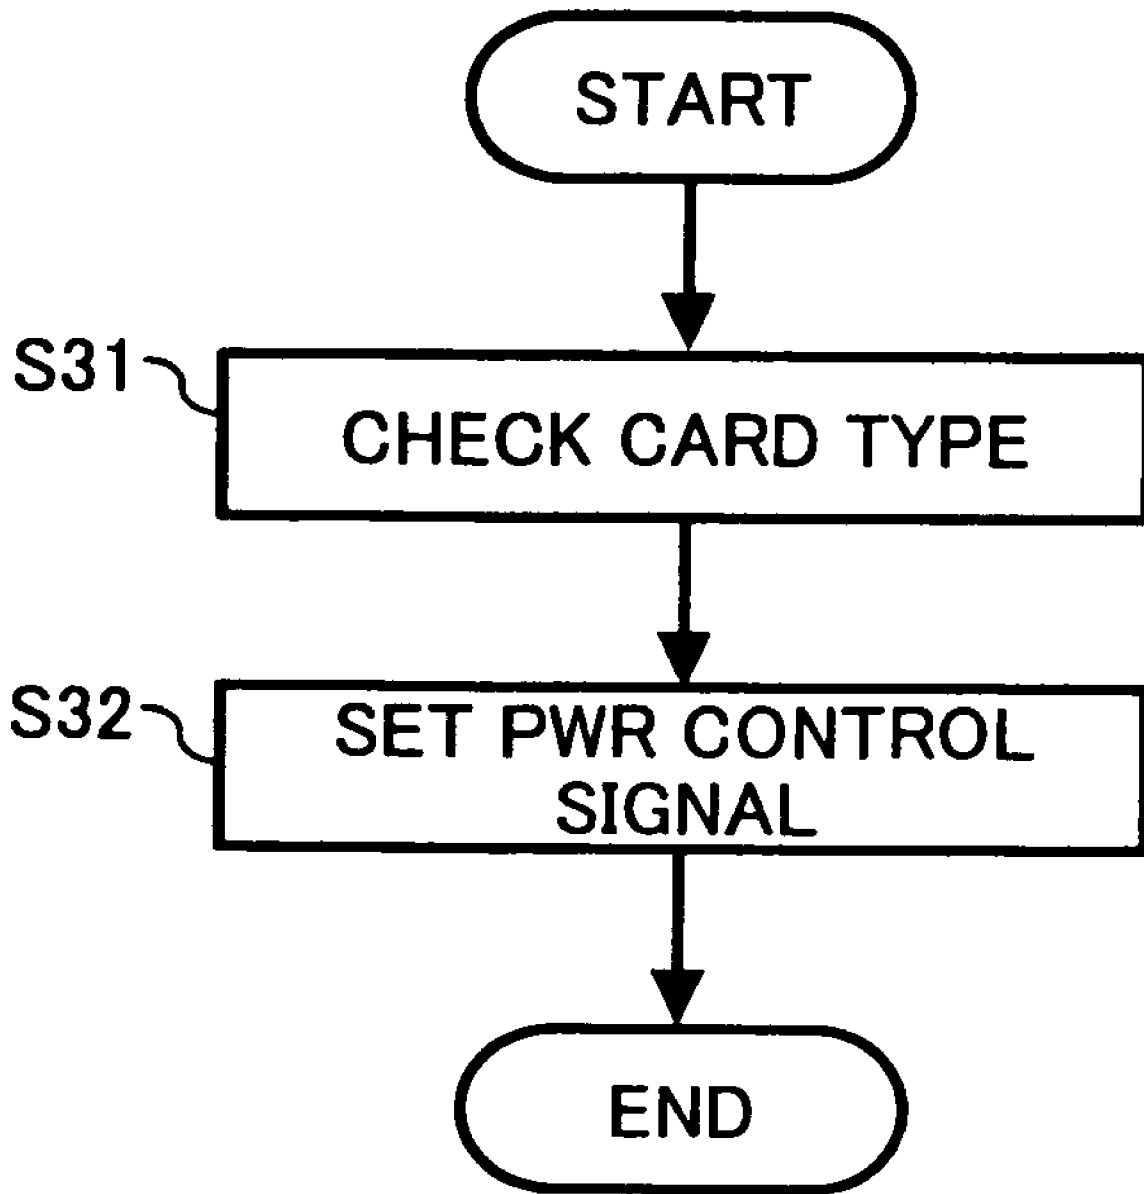 START
S31
CHECK CARD TYPE
S32
SET PWR CONTROL
SIGNAL
END